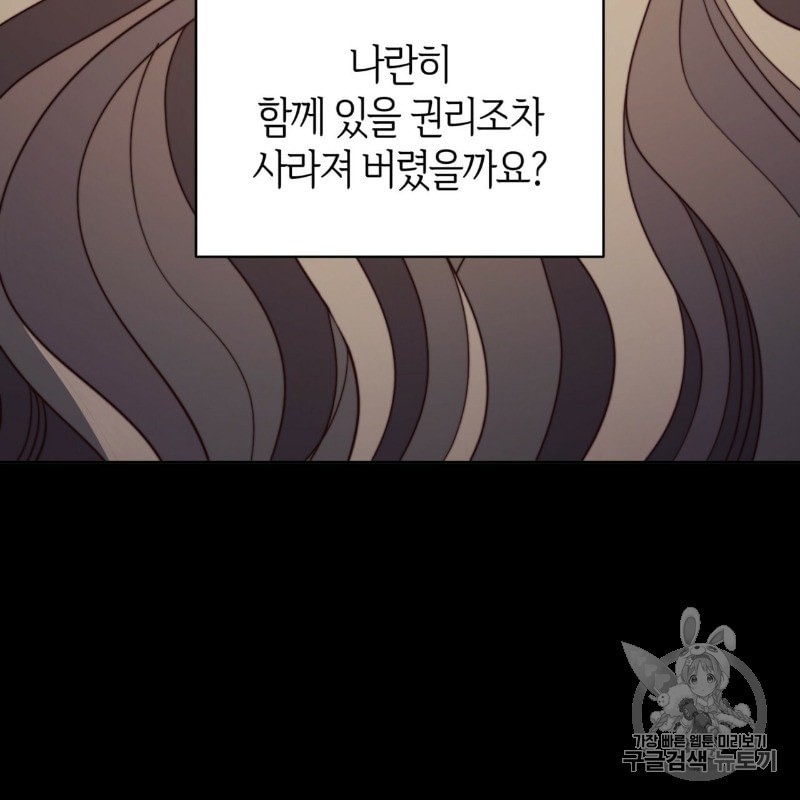 나란히
함께 있을 권리조차
사라져 버렸을까요?
가장 빠른 웹툰 미리보기
구글검색 뉴토끼